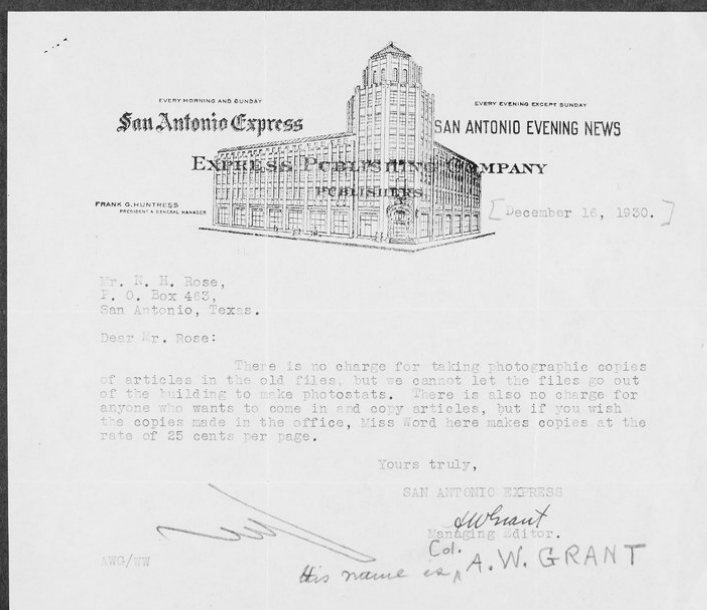 EVERY MORNING AND SUNDAY
San Antonio Express
EVERY EVENING EXCEPT SUNDAY
SAN ANTONIO EVENING NEWS
EXPRESS PUBLISHING COMPANY
PUBLISHERS
FRANK G. HUNTRESS
PRESIDENT & GENERAL MANAGER
[December 16, 1930.]
Mr. N. H. Rose,
P. O. Box 463,
San Antonio, Texas.
Dear Mr. Rose:
There is no charge for taking photographic copies
of articles in the old files, but we cannot let the files go out
of the building to make photostats. There is also no charge for
anyone who wants to come in and copy articles, but if you wish
the copies made in the office, Miss Word here makes copies at the
rate of 25 cents per page.
Yours truly,
SAN ANTONIO EXPRESS
AWGrant
Managing Editor.
AWG/WW
His name is Col. A.W. GRANT